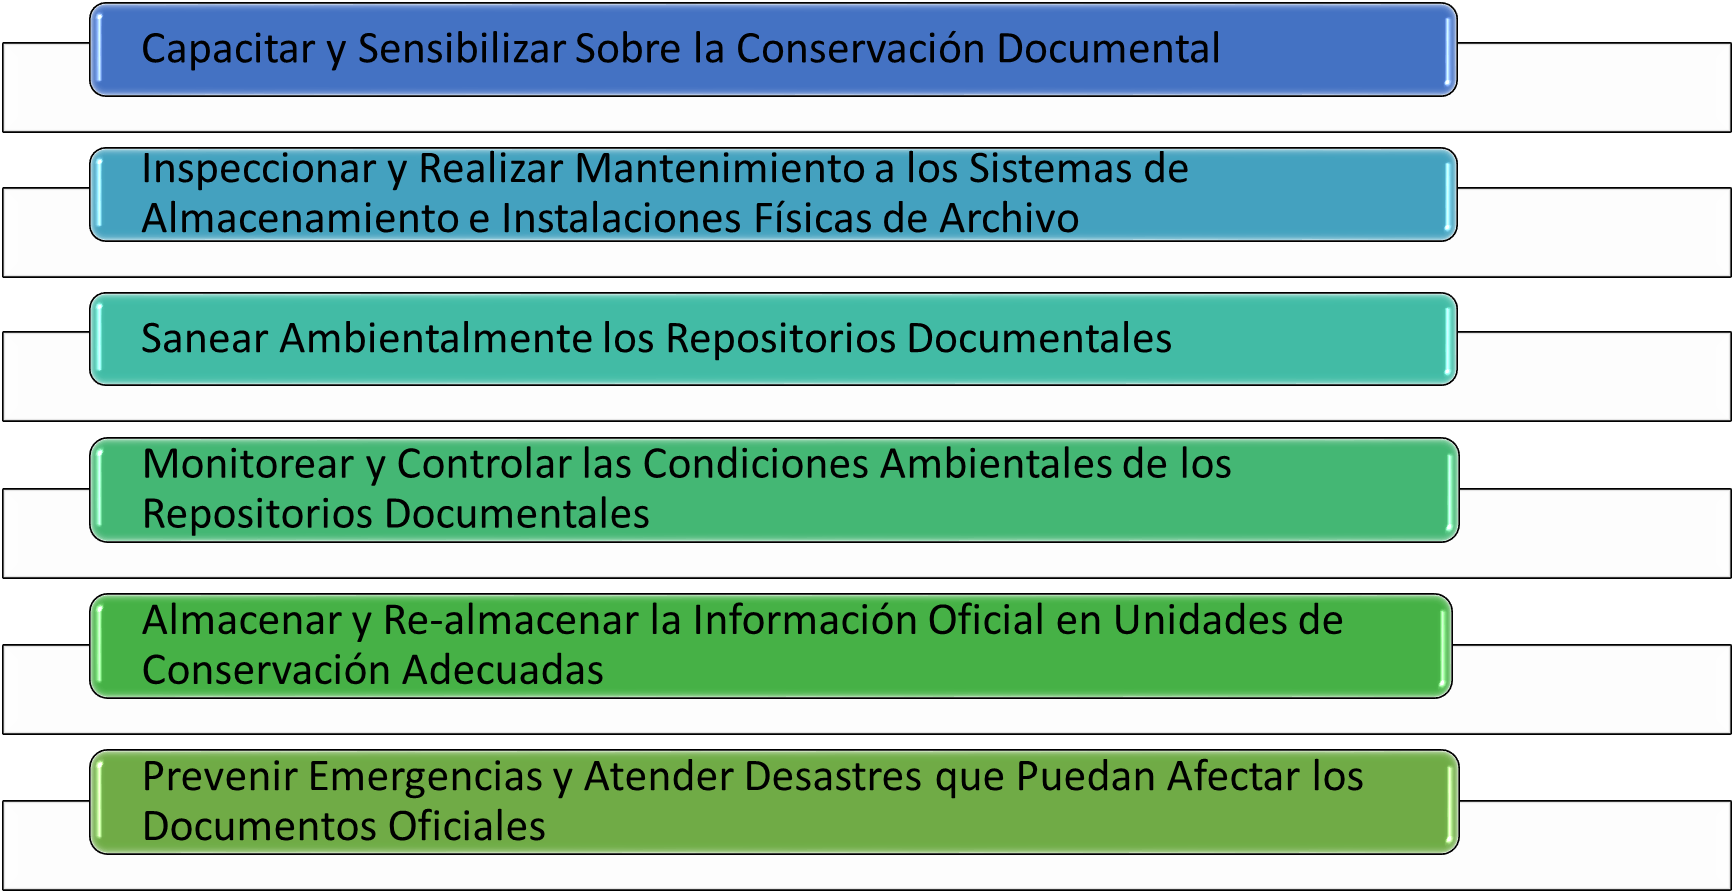 Capacitar y Sensibilizar Sobre la Conservación Documental
Inspeccionar y Realizar Mantenimiento a los Sistemas de
Almacenamiento e Instalaciones Físicas de Archivo
Sanear Ambientalmente los Repositorios Documentales
Monitorear y Controlar las Condiciones Ambientales de los
Repositorios Documentales
Almacenar y Re-almacenar la Información Oficial en Unidades de
Conservación Adecuadas
Prevenir Emergencias y Atender Desastres que Puedan Afectar los
Documentos Oficiales